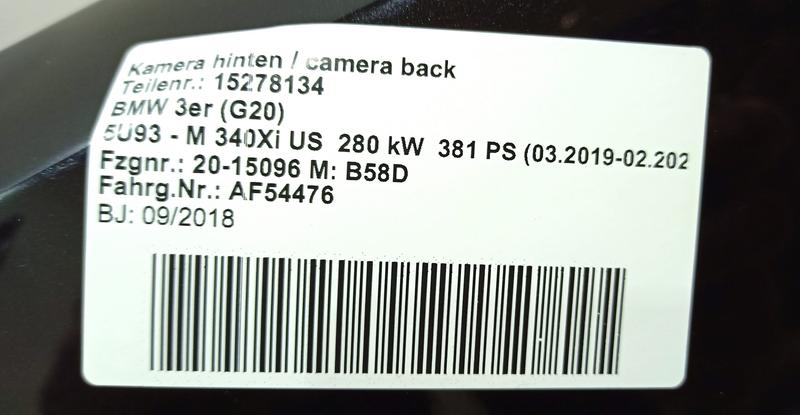 Kamera hinten / camera back
Teilenr.: 15278134
BMW 3er (G20)
5U93 - M 340Xi US 280 kW 381 PS (03.2019-02.202
Fzgnr.: 20-15096 M: B58D
Fahrg.Nr.: AF54476
BJ: 09/2018